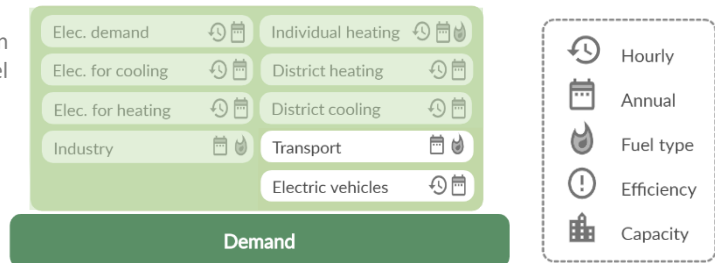 Elec. demand
Individual heating
Elec. for cooling
District heating
Elec. for heating
District cooling
Industry
Transport
Electric vehicles
Demand
Hourly
Annual
Fuel type
Efficiency
Capacity